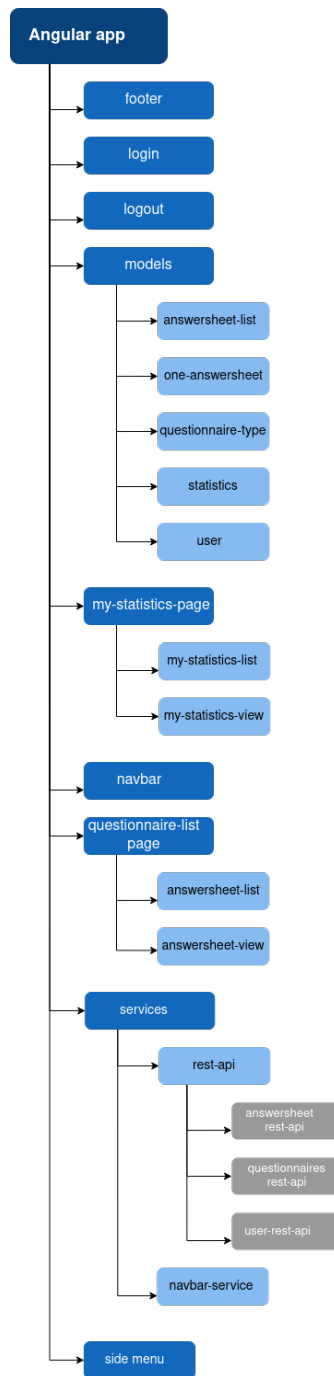 Angular app
footer
login
logout
models
answersheet-list
one-answersheet
questionnaire-type
statistics
user
my-statistics-page
my-statistics-list
my-statistics-view
navbar
questionnaire-list
page
answersheet-list
answersheet-view
services
rest-api
answersheet
rest-api
questionnaires
rest-api
user-rest-api
navbar-service
side menu